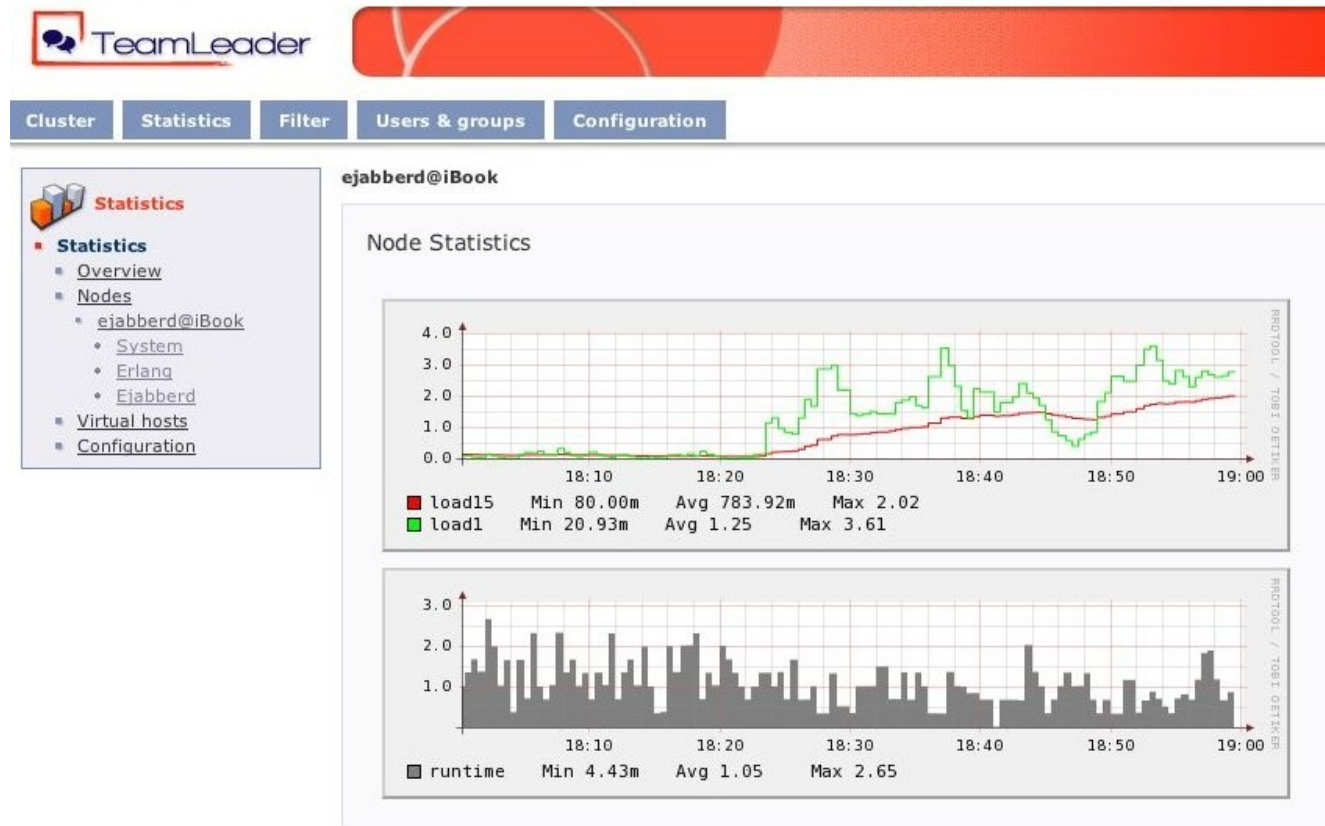 TeamLeader
Cluster Statistics Filter Users & groups Configuration
Statistics
Statistics
Overview
Nodes
ejabberd@iBook
System
Erlang
Ejabberd
Virtual hosts
Configuration
ejabberd@iBook
Node Statistics
4.0
3.0
2.0
1.0
0.0
18:10 18:20 18:30 18:40 18:50 19:00
load15 Min 80.00m Avg 783.92m Max 2.02
load1 Min 20.93m Avg 1.25 Max 3.61
RRDTOOL / TOBI OETIKER
3.0
2.0
1.0
18:10 18:20 18:30 18:40 18:50 19:00
runtime Min 4.43m Avg 1.05 Max 2.65
RRDTOOL / TOBI OETIKER